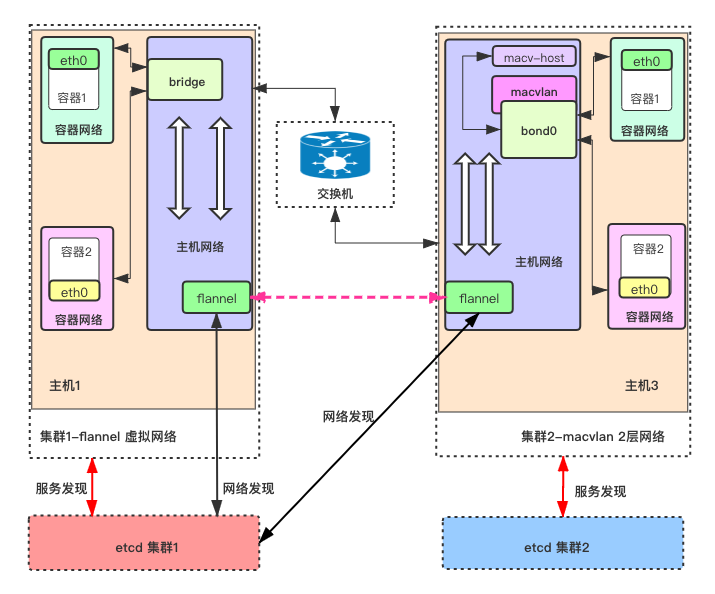 eth0
容器1
容器网络
bridge
容器2
eth0
容器网络
主机网络
flannel
主机1
集群1-flannel 虚拟网络
交换机
macv-host
macvlan
bond0
eth0
容器1
容器网络
主机网络
flannel
容器2
eth0
容器网络
主机3
集群2-macvlan 2层网络
网络发现
服务发现
网络发现
服务发现
etcd 集群1
etcd 集群2